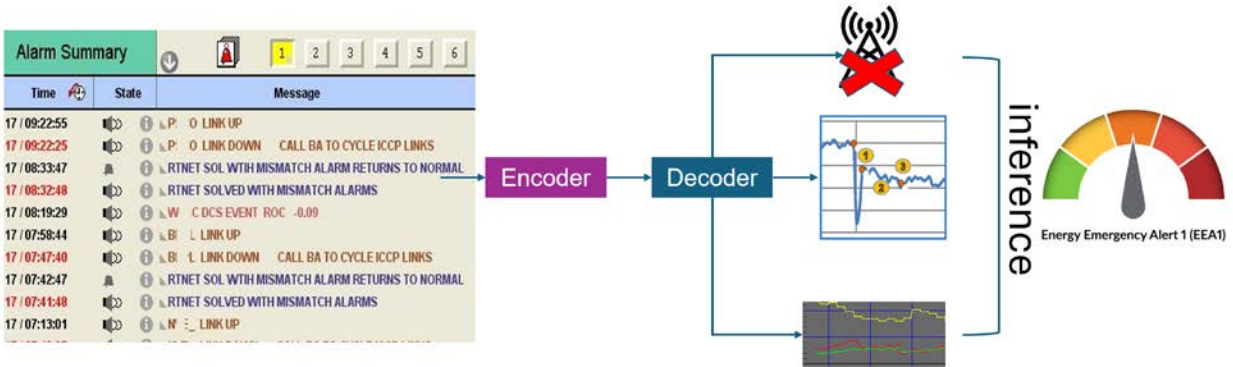 Alarm Summary 1 2 3 4 5 6
Time State Message
17 / 09:22:55 LINK UP
17 / 09:22:25 LINK DOWN CALL BA TO CYCLE ICCP LINKS
17 / 08:33:47 RTNET SOL WTIH MISMATCH ALARM RETURNS TO NORMAL
17 / 08:32:48 RTNET SOLVED WITH MISMATCH ALARMS
17 / 08:19:29 W C DCS EVENT ROC -0.09
17 / 07:58:44 LINK UP
17 / 07:47:40 LINK DOWN CALL BA TO CYCLE ICCP LINKS
17 / 07:42:47 RTNET SOL WTIH MISMATCH ALARM RETURNS TO NORMAL
17 / 07:41:48 RTNET SOLVED WITH MISMATCH ALARMS
17 / 07:13:01 LINK UP
Encoder
Decoder
1
2
3
inference
Energy Emergency Alert 1 (EEA1)